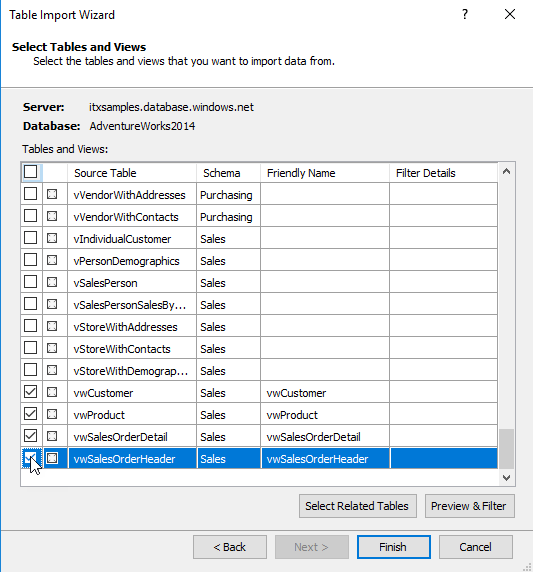 Table Import Wizard
Select Tables and Views
Select the tables and views that you want to import data from.
Server: itxsamples.database.windows.net
Database: AdventureWorks2014
Tables and Views:
Source Table Schema Friendly Name Filter Details
vVendorWithAddresses Purchasing
vVendorWithContacts Purchasing
vIndividualCustomer Sales
vPersonDemographics Sales
vSalesPerson Sales
vSalesPersonSalesBy... Sales
vStoreWithAddresses Sales
vStoreWithContacts Sales
vStoreWithDemograp... Sales
vwCustomer Sales vwCustomer
vwProduct Sales vwProduct
vwSalesOrderDetail Sales vwSalesOrderDetail
vwSalesOrderHeader Sales vwSalesOrderHeader
Select Related Tables Preview & Filter
< Back Next > Finish Cancel